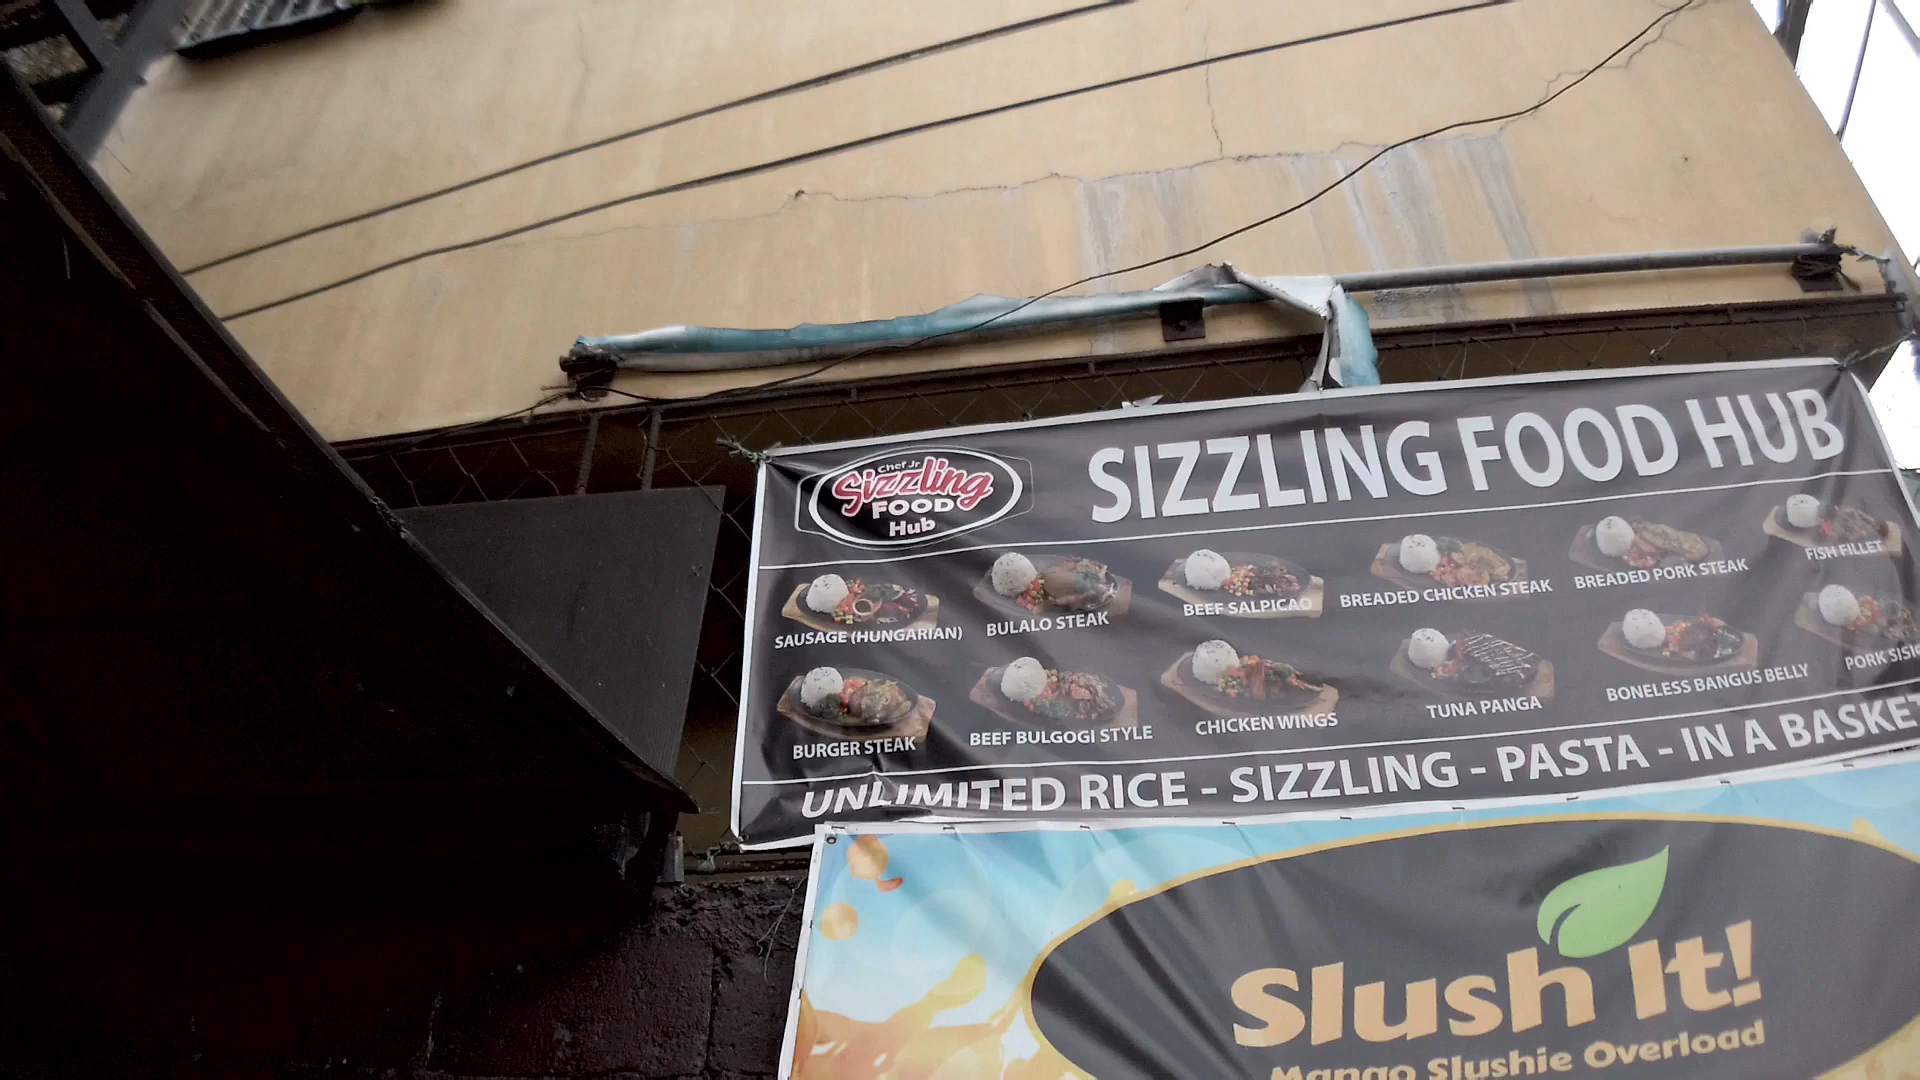 Chef Jr.
Sizzling
FOOD
Hub
SIZZLING FOOD HUB
SAUSAGE (HUNGARIAN)
BULALO STEAK
BEEF SALPICAO
BREADED CHICKEN STEAK
BREADED PORK STEAK
FISH FILLET
BURGER STEAK
BEEF BULGOGI STYLE
CHICKEN WINGS
TUNA PANGA
BONELESS BANGUS BELLY
PORK SISIG
UNLIMITED RICE - SIZZLING - PASTA - IN A BASKET
Slush It!
Mango Slushie Overload